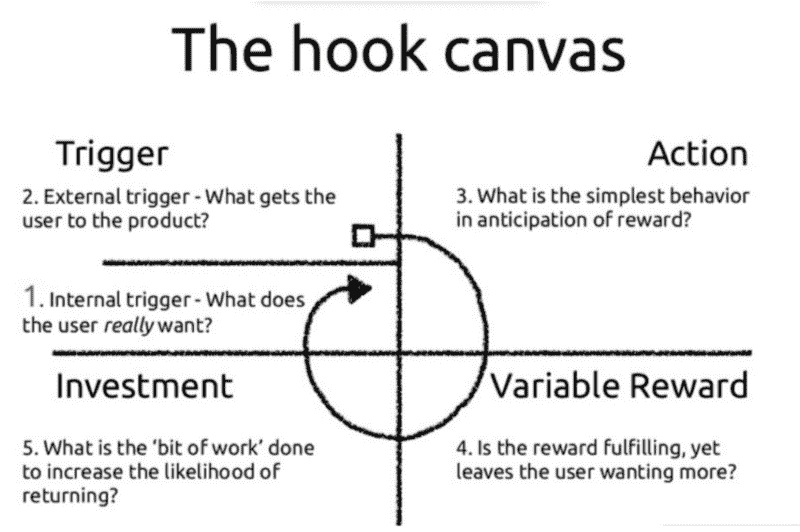 The hook canvas
Trigger
2. External trigger - What gets the
user to the product?
1. Internal trigger - What does
the user really want?
Action
3. What is the simplest behavior
in anticipation of reward?
Investment
5. What is the ‘bit of work’ done
to increase the likelihood of
returning?
Variable Reward
4. Is the reward fulfilling, yet
leaves the user wanting more?